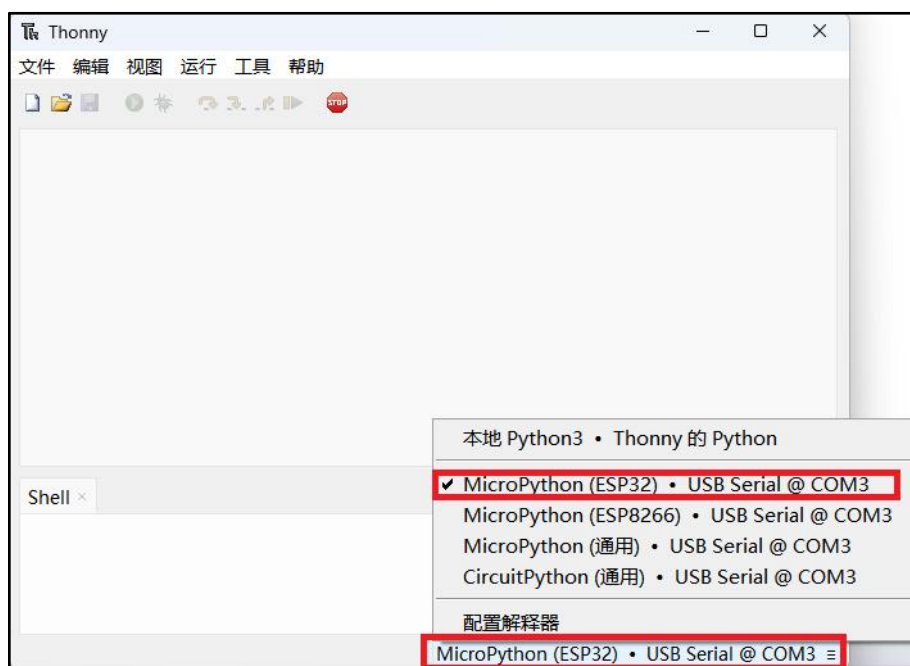 Thonny
文件 编辑 视图 运行 工具 帮助
STOP
本地 Python3 • Thonny 的 Python
Shell
MicroPython (ESP32) • USB Serial @ COM3
MicroPython (ESP8266) • USB Serial @ COM3
MicroPython (通用) • USB Serial @ COM3
CircuitPython (通用) • USB Serial @ COM3
配置解释器
MicroPython (ESP32) • USB Serial @ COM3 ≡